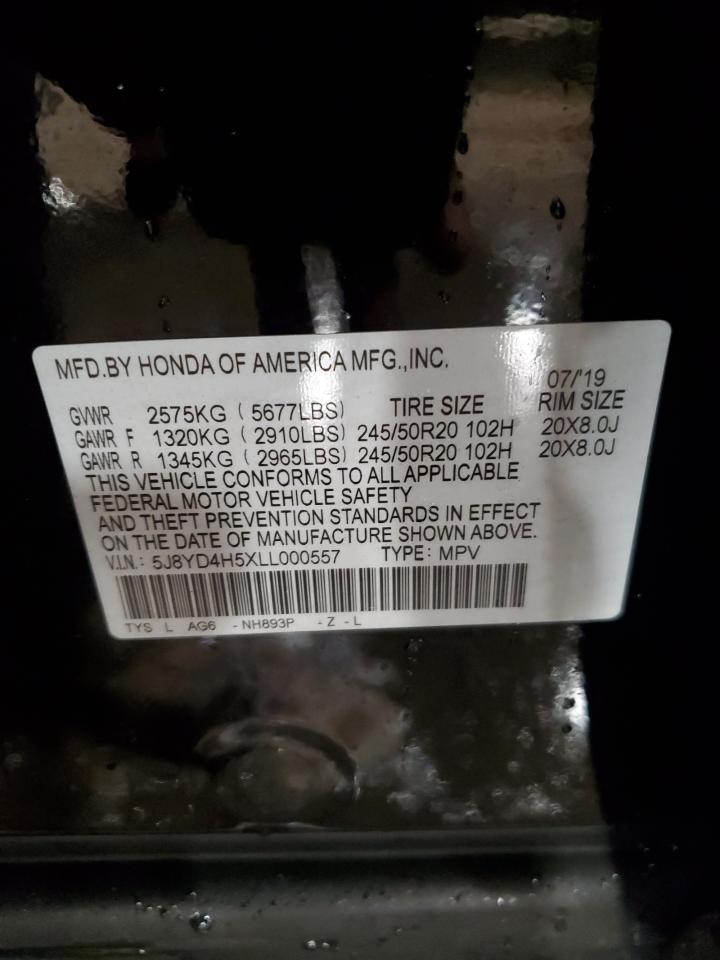 MFD.BY HONDA OF AMERICA MFG.,INC.
07/'19
GVWR 2575KG ( 5677LBS) TIRE SIZE RIM SIZE
GAWR F 1320KG ( 2910LBS) 245/50R20 102H 20X8.0J
GAWR R 1345KG ( 2965LBS) 245/50R20 102H 20X8.0J
THIS VEHICLE CONFORMS TO ALL APPLICABLE
FEDERAL MOTOR VEHICLE SAFETY
AND THEFT PREVENTION STANDARDS IN EFFECT
ON THE DATE OF MANUFACTURE SHOWN ABOVE.
V.I.N.: 5J8YD4H5XLL000557 TYPE: MPV
TYS L AG6 -NH893P -Z -L